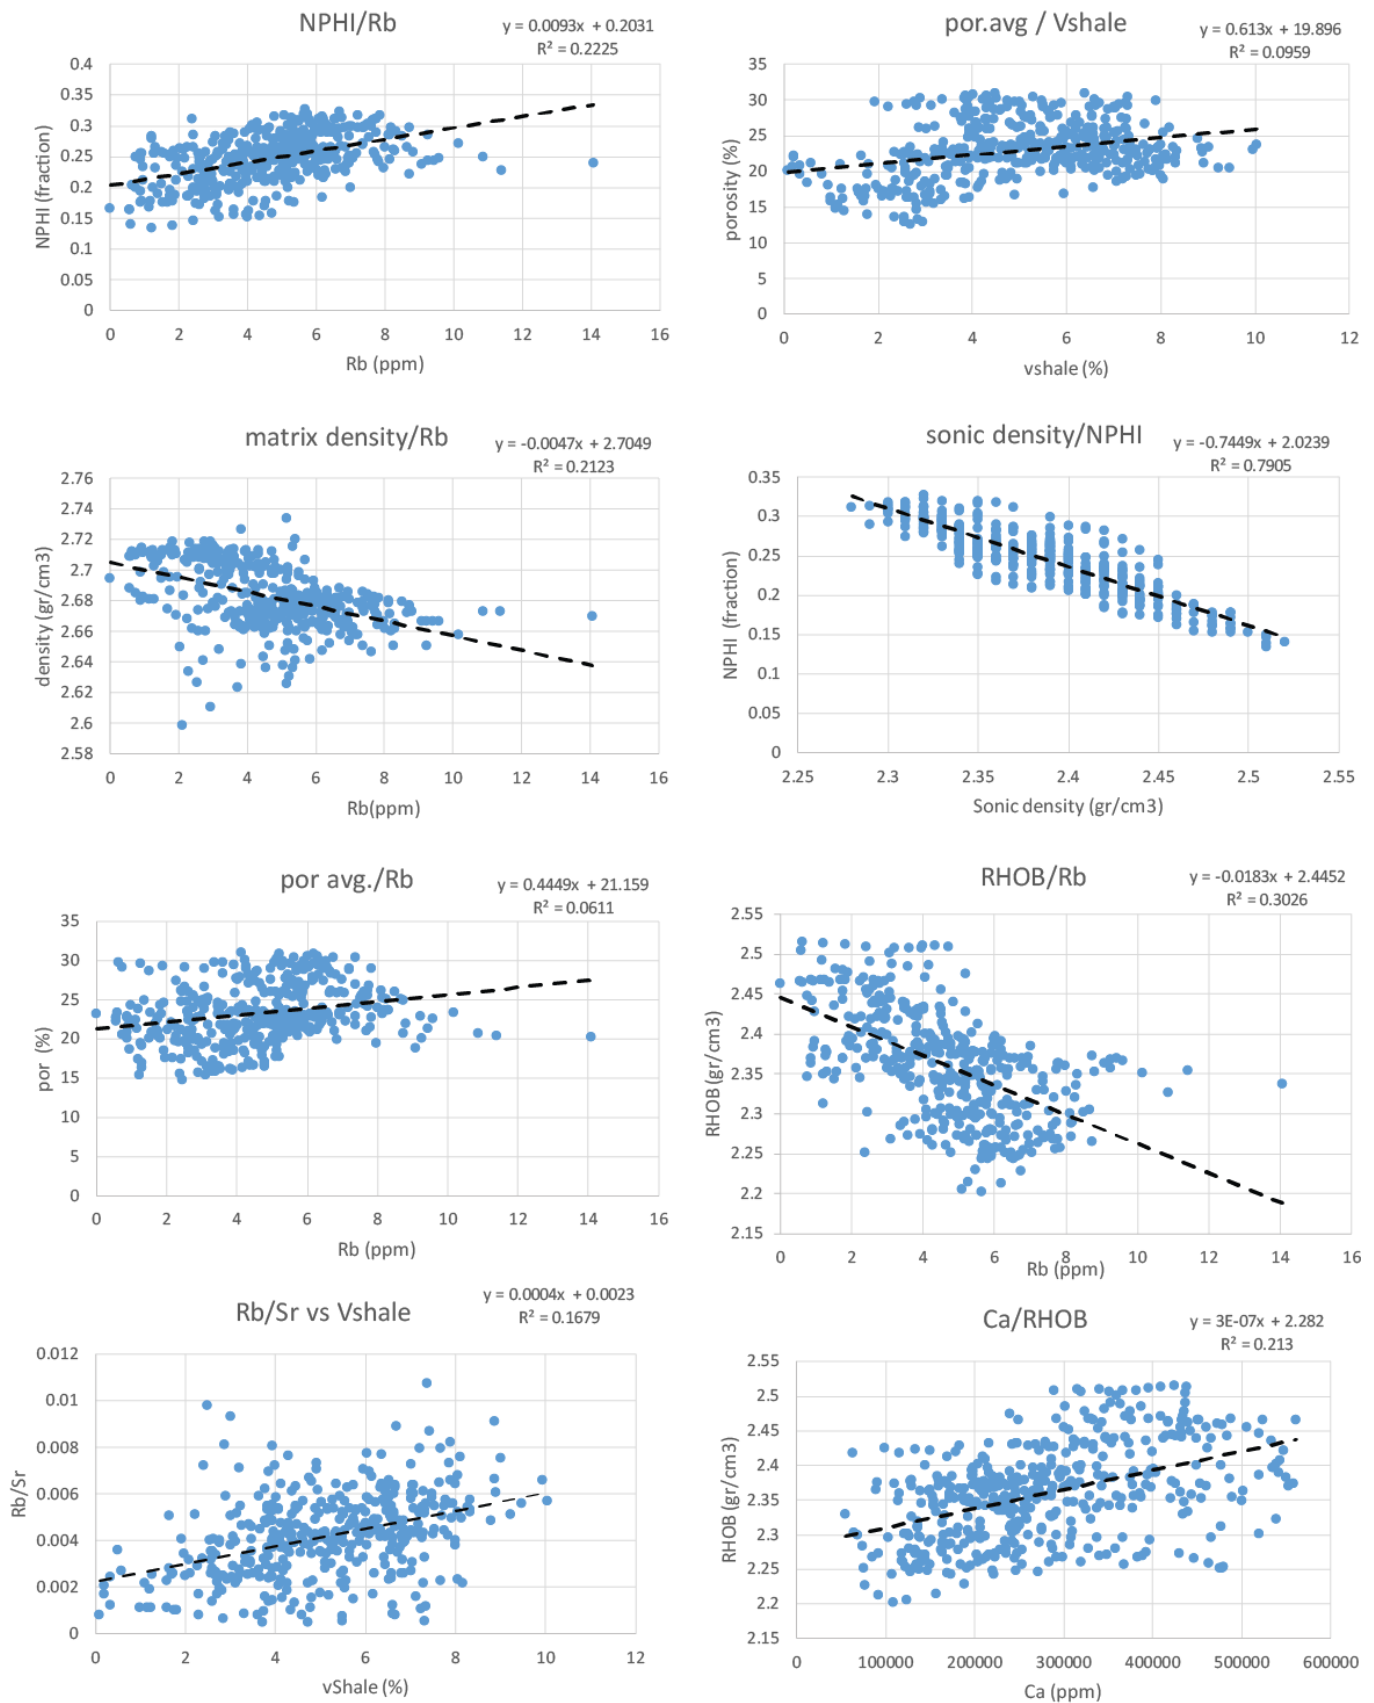 NPHI/Rb
y = 0.0093x + 0.2031
R² = 0.2225
0.4
0.35
0.3
0.25
0.2
0.15
0.1
0.05
0
NPHI (fraction)
0 2 4 6 8 10 12 14 16
Rb (ppm)
por.avg / Vshale
y = 0.613x + 19.896
R² = 0.0959
35
30
25
20
15
10
5
0
porosity (%)
0 2 4 6 8 10 12
vshale (%)
matrix density/Rb
y = -0.0047x + 2.7049
R² = 0.2123
2.76
2.74
2.72
2.7
2.68
2.66
2.64
2.62
2.6
2.58
density (gr/cm3)
0 2 4 6 8 10 12 14 16
Rb(ppm)
sonic density/NPHI
y = -0.7449x + 2.0239
R² = 0.7905
0.35
0.3
0.25
0.2
0.15
0.1
0.05
0
NPHI (fraction)
2.25 2.3 2.35 2.4 2.45 2.5 2.55
Sonic density (gr/cm3)
por avg./Rb
y = 0.4449x + 21.159
R² = 0.0611
35
30
25
20
15
10
5
0
por (%)
0 2 4 6 8 10 12 14 16
Rb (ppm)
RHOB/Rb
y = -0.0183x + 2.4452
R² = 0.3026
2.55
2.5
2.45
2.4
2.35
2.3
2.25
2.2
2.15
RHOB (gr/cm3)
0 2 4 6 8 10 12 14 16
Rb (ppm)
Rb/Sr vs Vshale
y = 0.0004x + 0.0023
R² = 0.1679
0.012
0.01
0.008
0.006
0.004
0.002
0
Rb/Sr
0 2 4 6 8 10 12
vShale (%)
Ca/RHOB
y = 3E-07x + 2.282
R² = 0.213
2.55
2.5
2.45
2.4
2.35
2.3
2.25
2.2
2.15
RHOB (gr/cm3)
0 100000 200000 300000 400000 500000 600000
Ca (ppm)